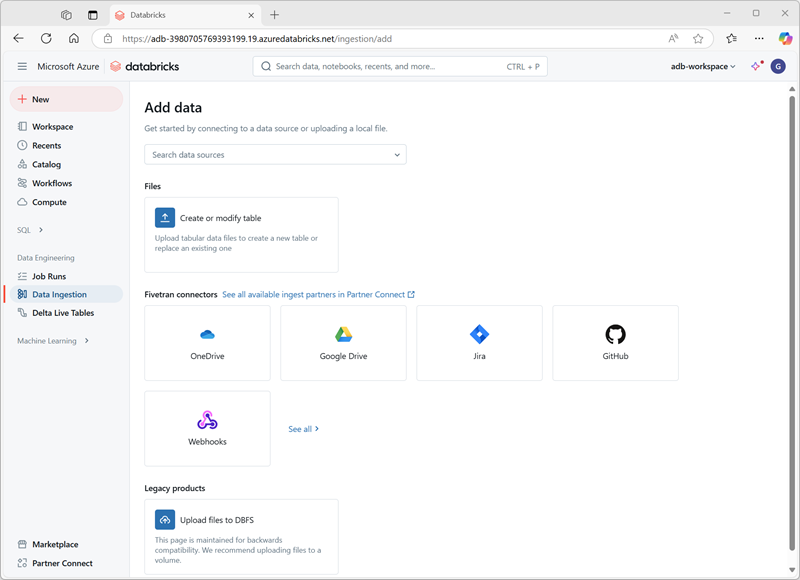 Databricks
https://adb-3980705769393199.19.azuredatabricks.net/ingestion/add
Microsoft Azure
databricks
Search data, notebooks, recents, and more...
CTRL + P
adb-workspace
G
New
Workspace
Recents
Catalog
Workflows
Compute
SQL
Data Engineering
Job Runs
Data Ingestion
Delta Live Tables
Machine Learning
Marketplace
Partner Connect
Add data
Get started by connecting to a data source or uploading a local file.
Search data sources
Files
Create or modify table
Upload tabular data files to create a new table or
replace an existing one
Fivetran connectors See all available ingest partners in Partner Connect
OneDrive
Google Drive
Jira
GitHub
Webhooks
See all
Legacy products
Upload files to DBFS
This page is maintained for backwards
compatibility. We recommend uploading files to a
volume.